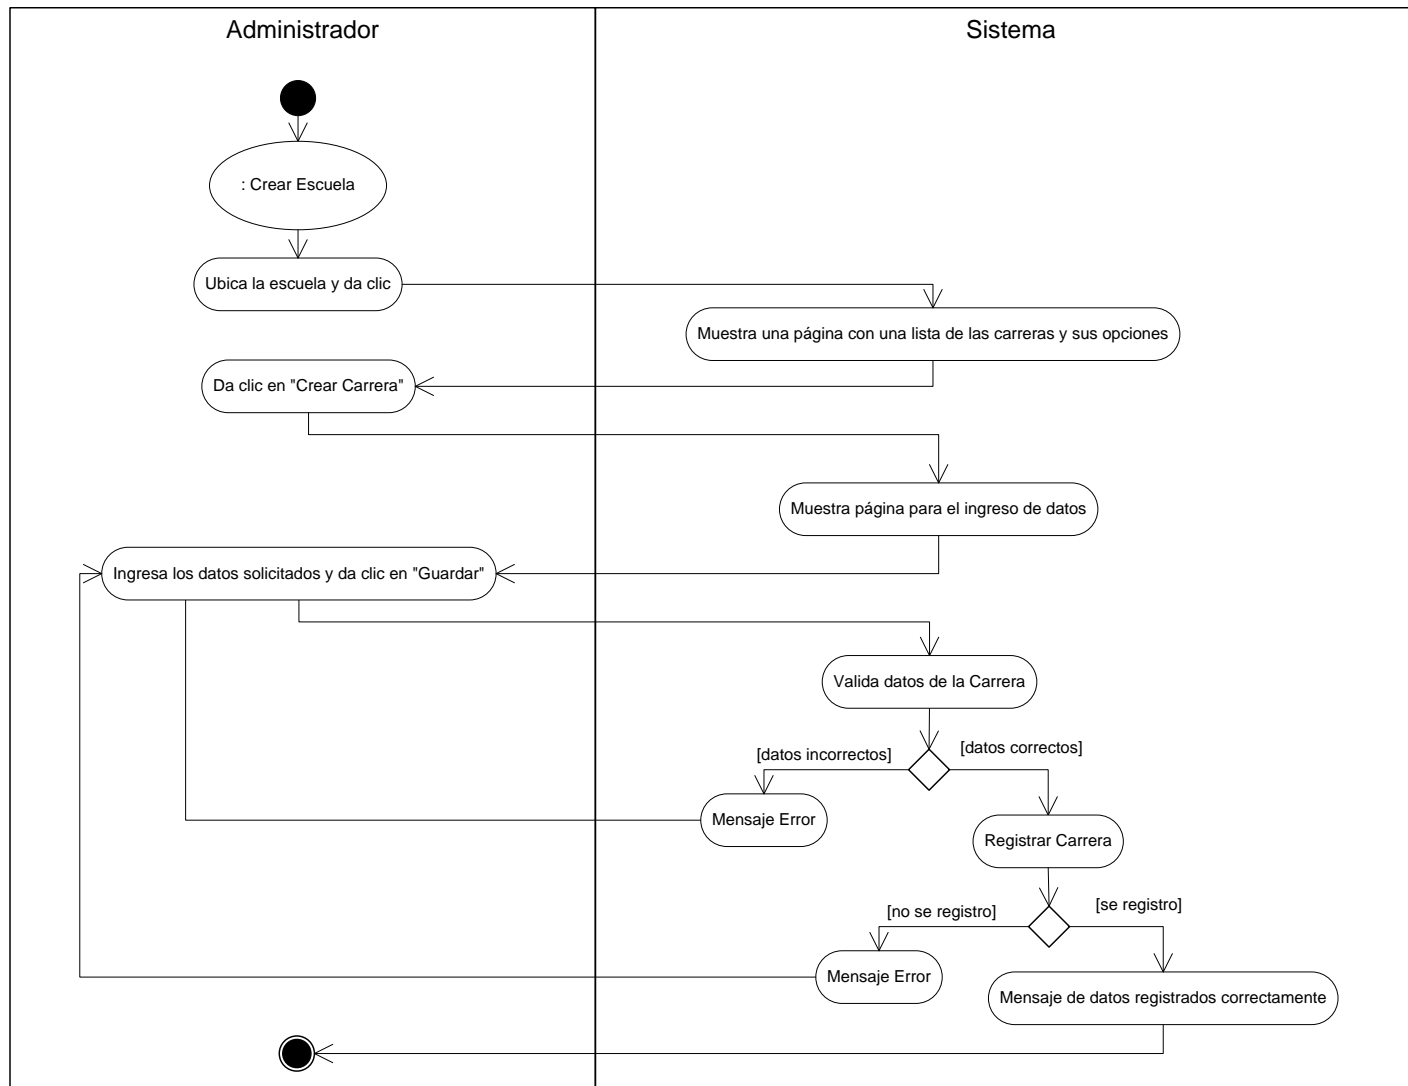 Administrador
Sistema
: Crear Escuela
Ubica la escuela y da clic
Muestra una página con una lista de las carreras y sus opciones
Da clic en "Crear Carrera"
Muestra página para el ingreso de datos
Ingresa los datos solicitados y da clic en "Guardar"
Valida datos de la Carrera
[datos incorrectos]
[datos correctos]
Mensaje Error
Registrar Carrera
[no se registro]
[se registro]
Mensaje Error
Mensaje de datos registrados correctamente